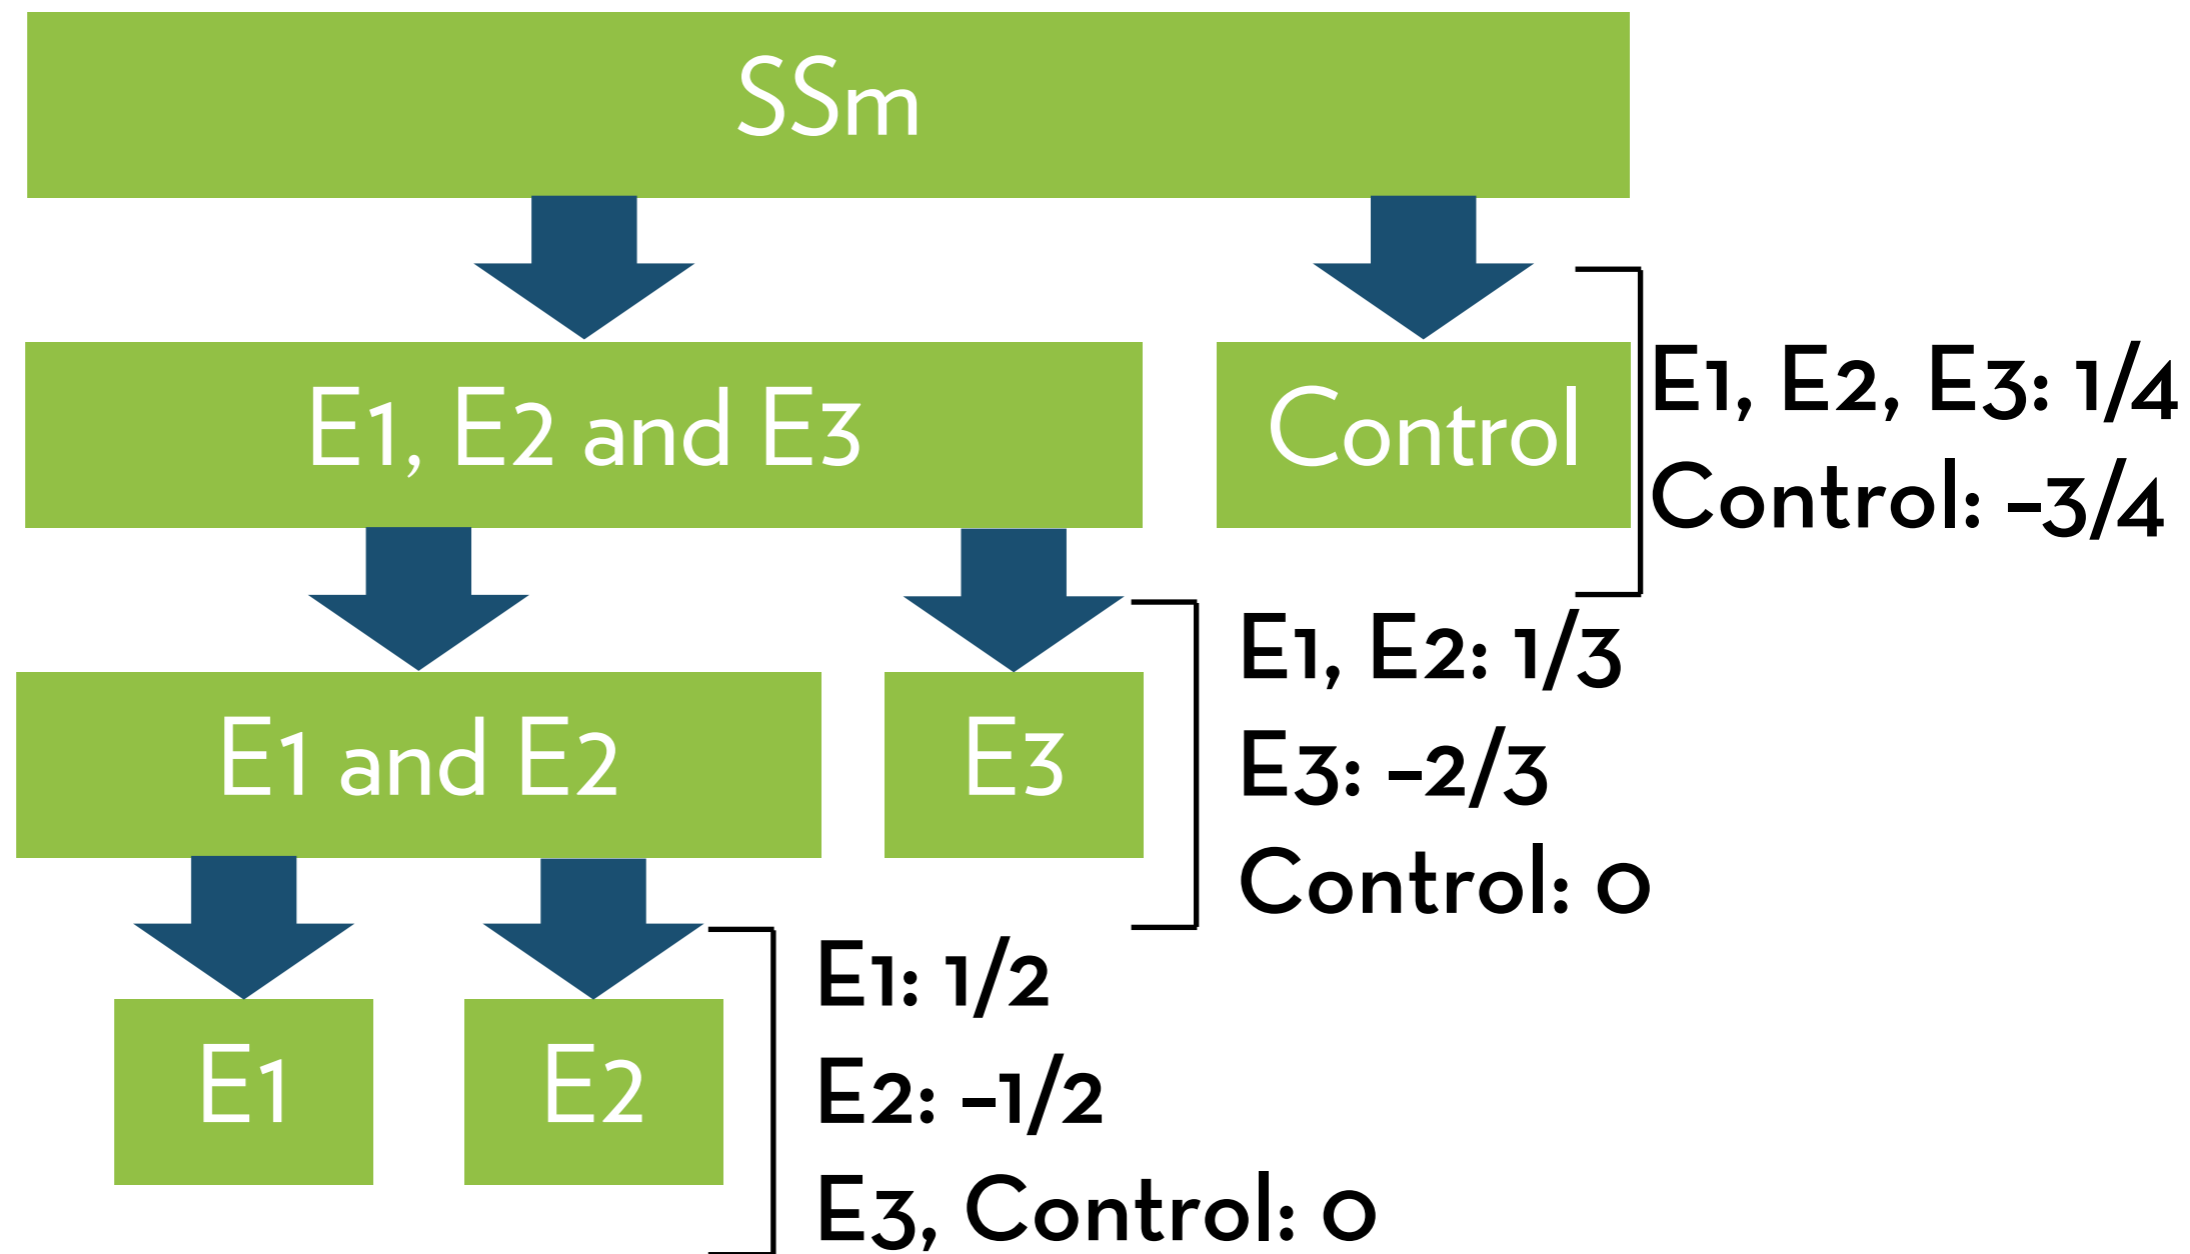 SSm
E1, E2 and E3
Control
E1, E2, E3: 1/4
Control: –3/4
E1 and E2
E3
E1, E2: 1/3
E3: –2/3
Control: 0
E1
E2
E1: 1/2
E2: –1/2
E3, Control: 0